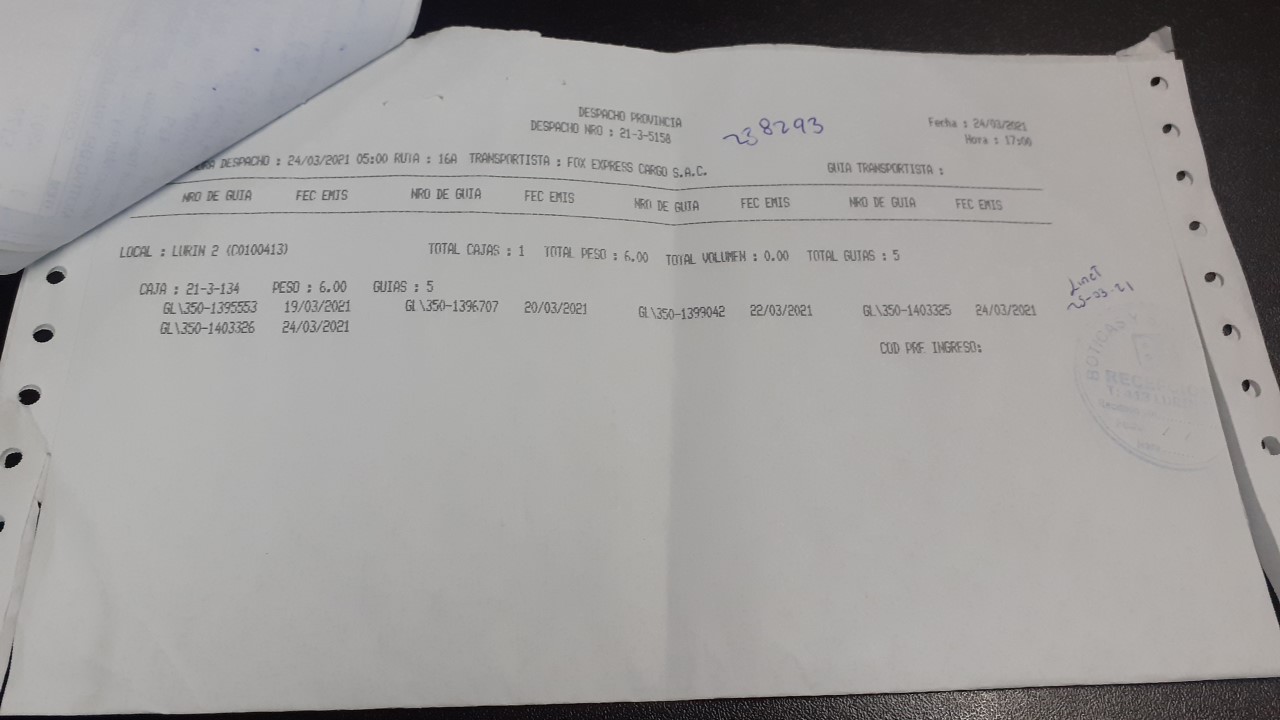 DESPACHO PROVINCIA
DESPACHO NRO : 21-3-5158
238293
Fecha : 24/03/2021
Hora : 17:00
DESPACHO : 24/03/2021 05:00 RUTA : 16A TRANSPORTISTA : FOX EXPRESS CARGO S.A.C. GUIA TRANSPORTISTA :
NRO DE GUIA FEC EMIS NRO DE GUIA FEC EMIS NRO DE GUIA FEC EMIS NRO DE GUIA FEC EMIS
LOCAL : LURIN 2 (C0100413) TOTAL CAJAS : 1 TOTAL PESO : 6.00 TOTAL VOLUMEN : 0.00 TOTAL GUIAS : 5
CAJA : 21-3-134 PESO : 6.00 GUIAS : 5
GL\350-1395553 19/03/2021 GL\350-1396707 20/03/2021 GL\350-1399042 22/03/2021 GL\350-1403325 24/03/2021
GL\350-1403326 24/03/2021
COD PRE INGRESO:
25-03-21
BOTICAS